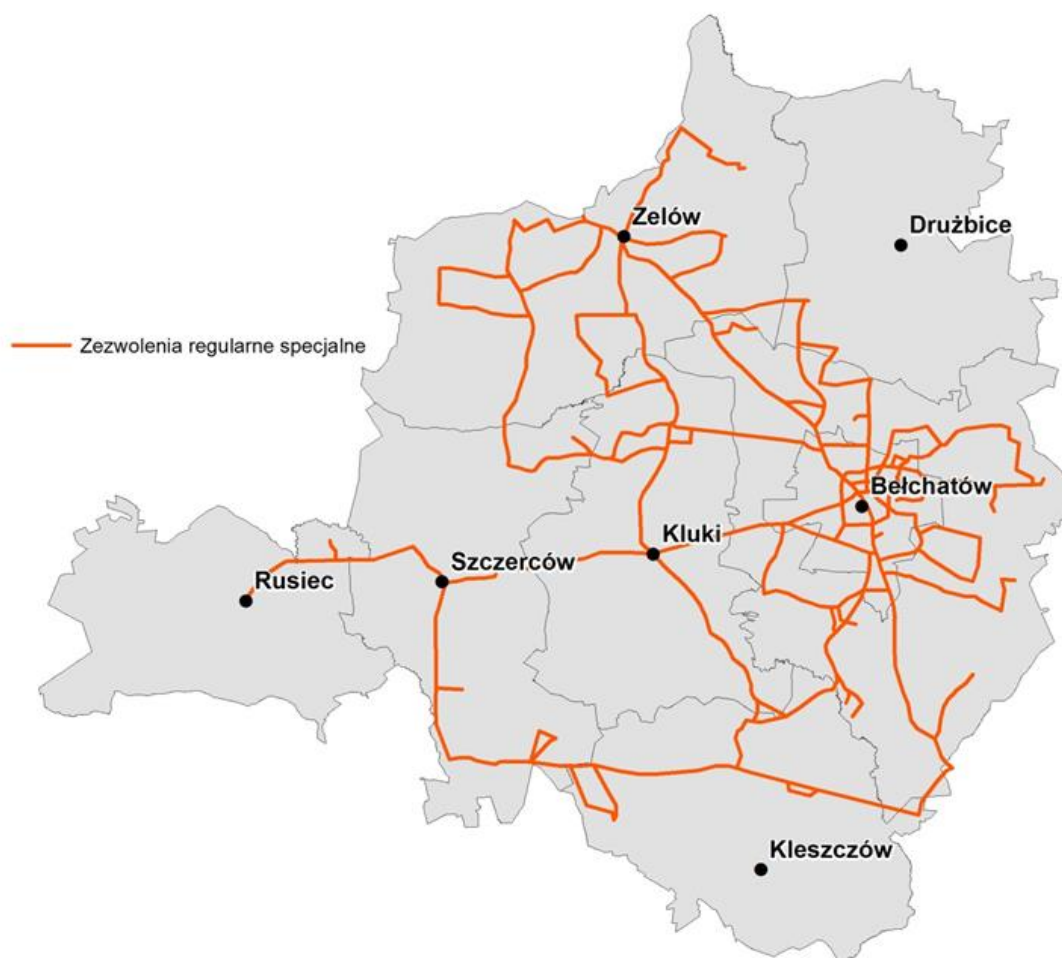 Zelów
Drużbice
Zezwolenia regularne specjalne
Bełchatów
Kluki
Szczerców
Rusiec
Kleszczów